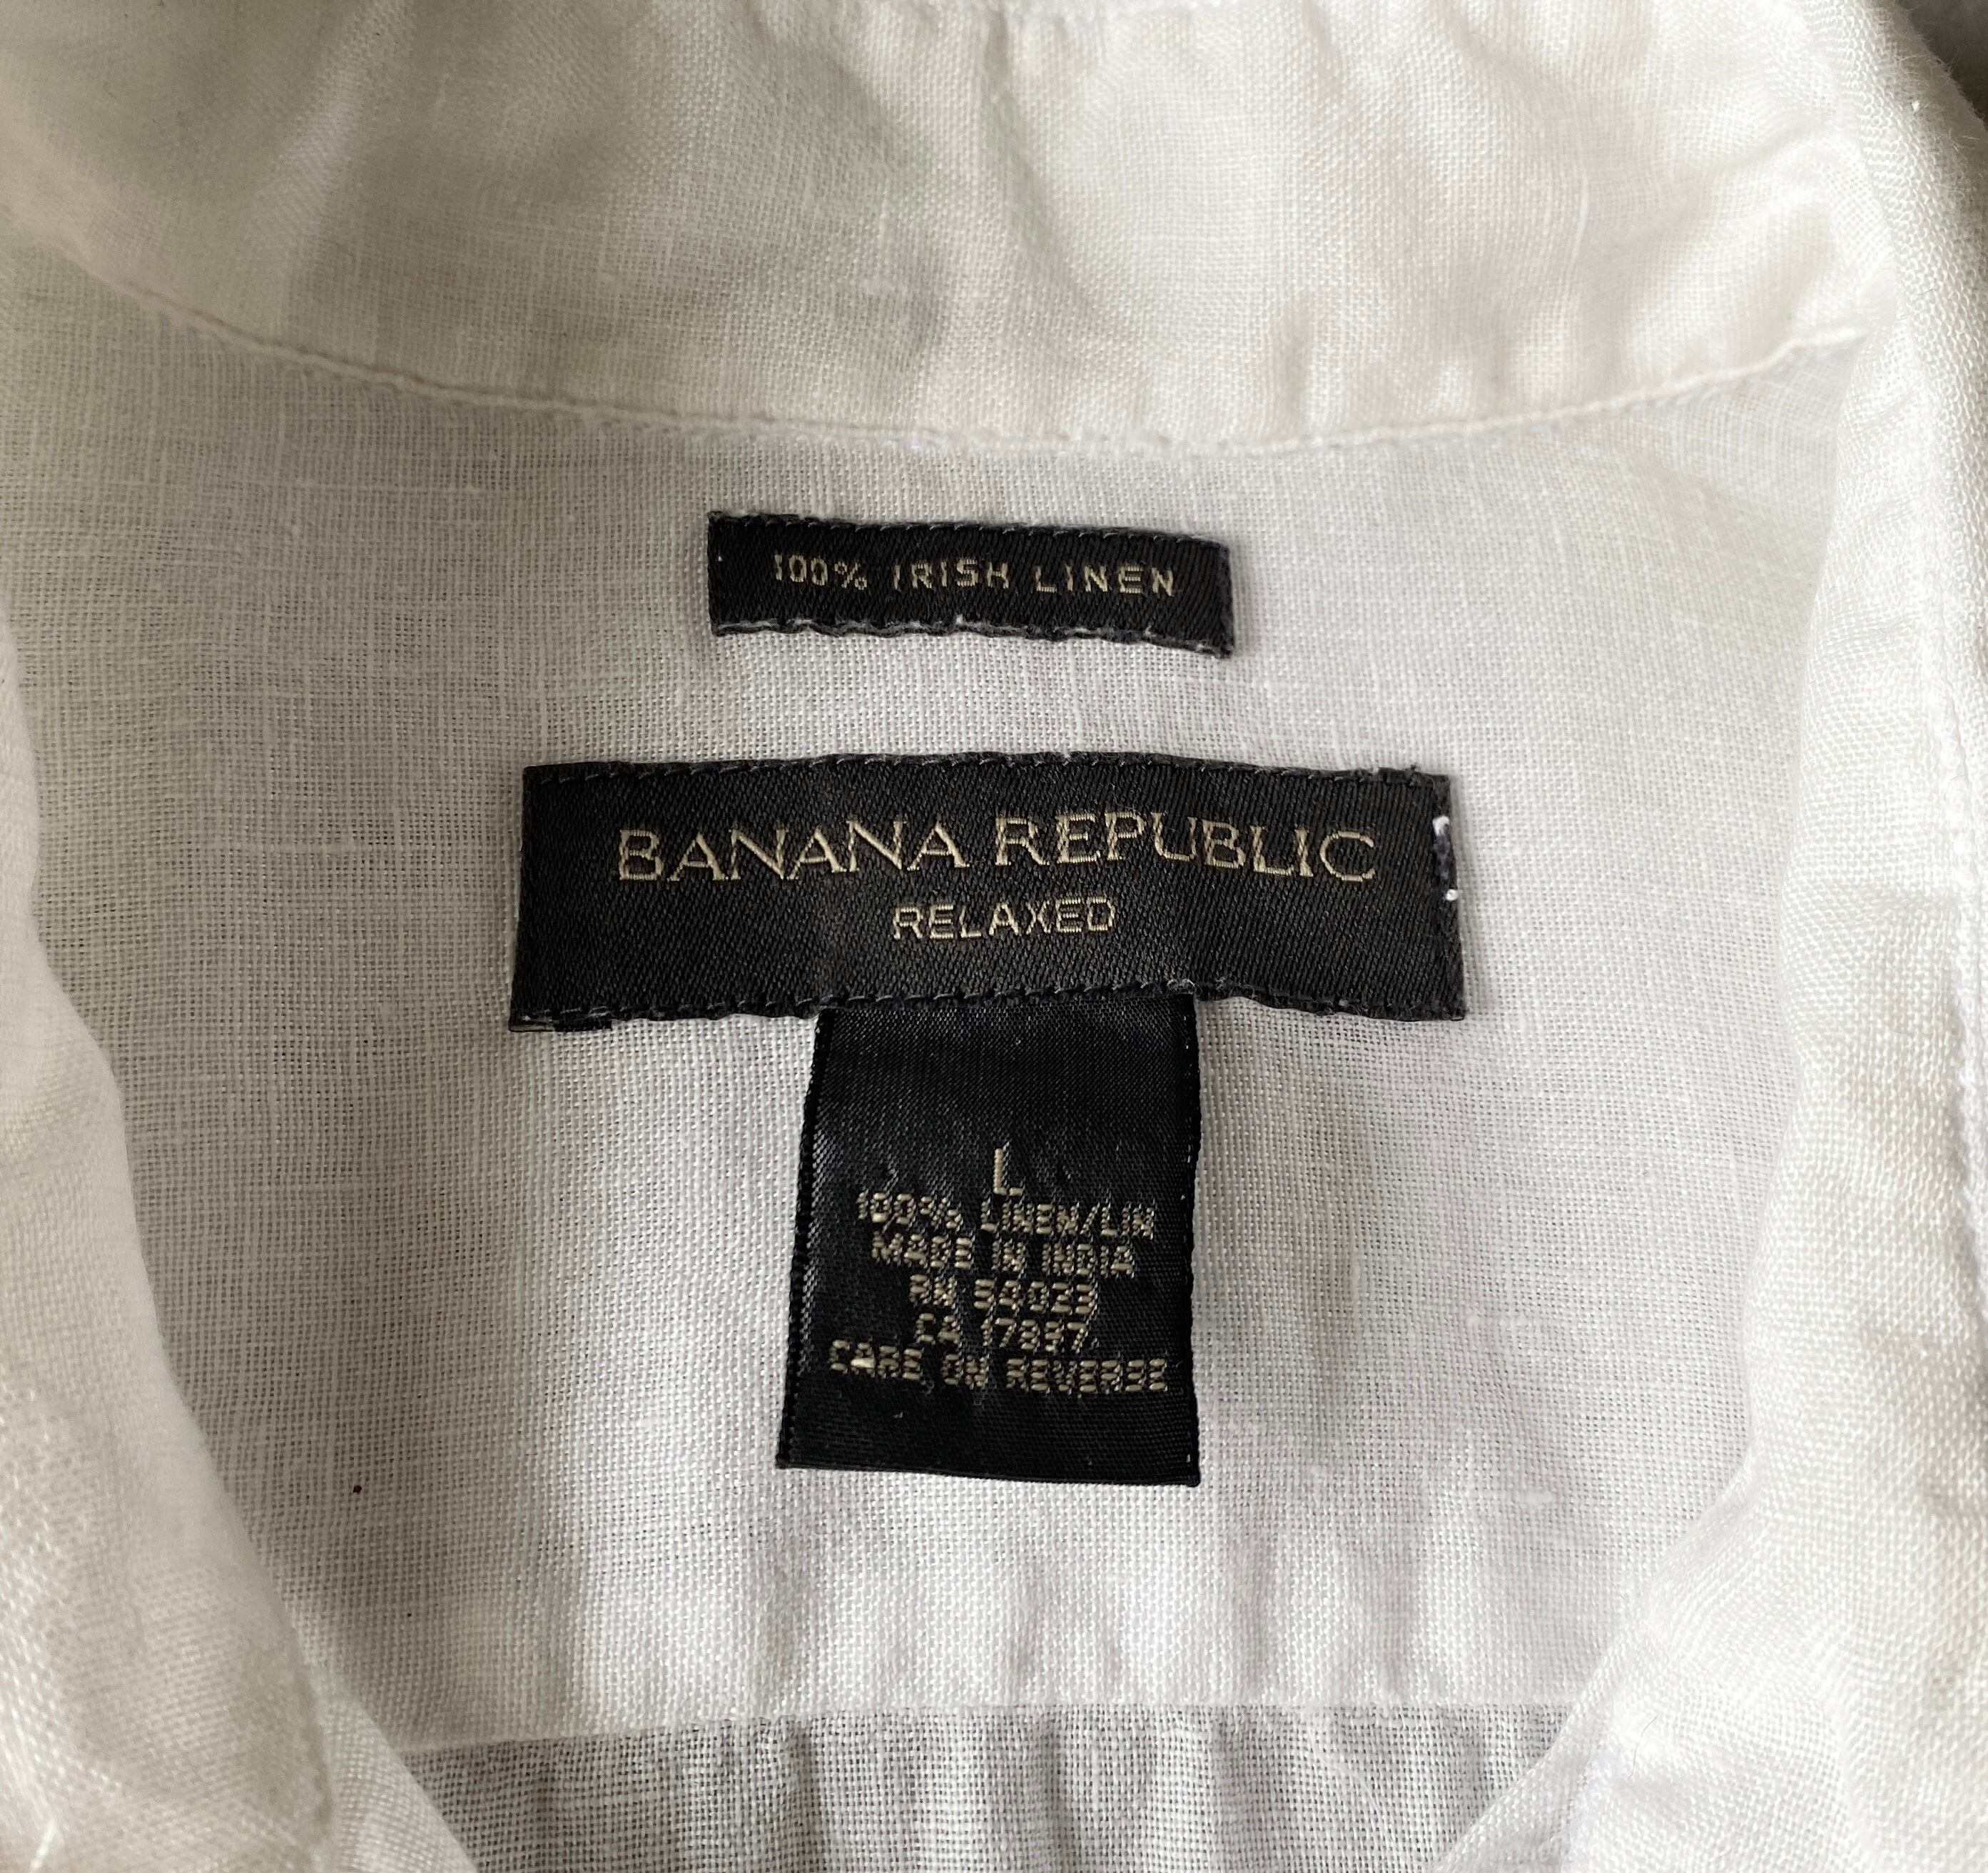 100% IRISH LINEN
BANANA REPUBLIC
RELAXED
L
100% LINEN/LIN
MADE IN INDIA
RN 54023
CA 17897
CARE ON REVERSE